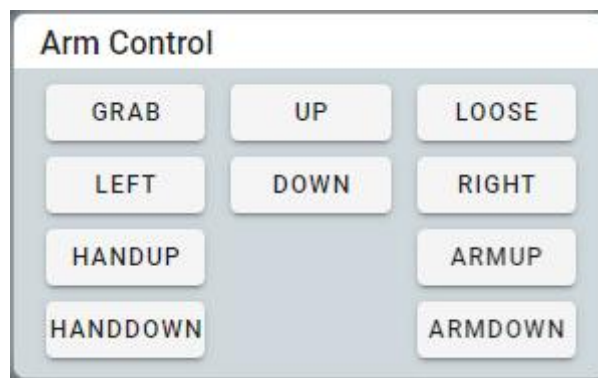 Arm Control
GRAB UP LOOSE
LEFT DOWN RIGHT
HANDUP ARMUP
HANDDOWN ARMDOWN